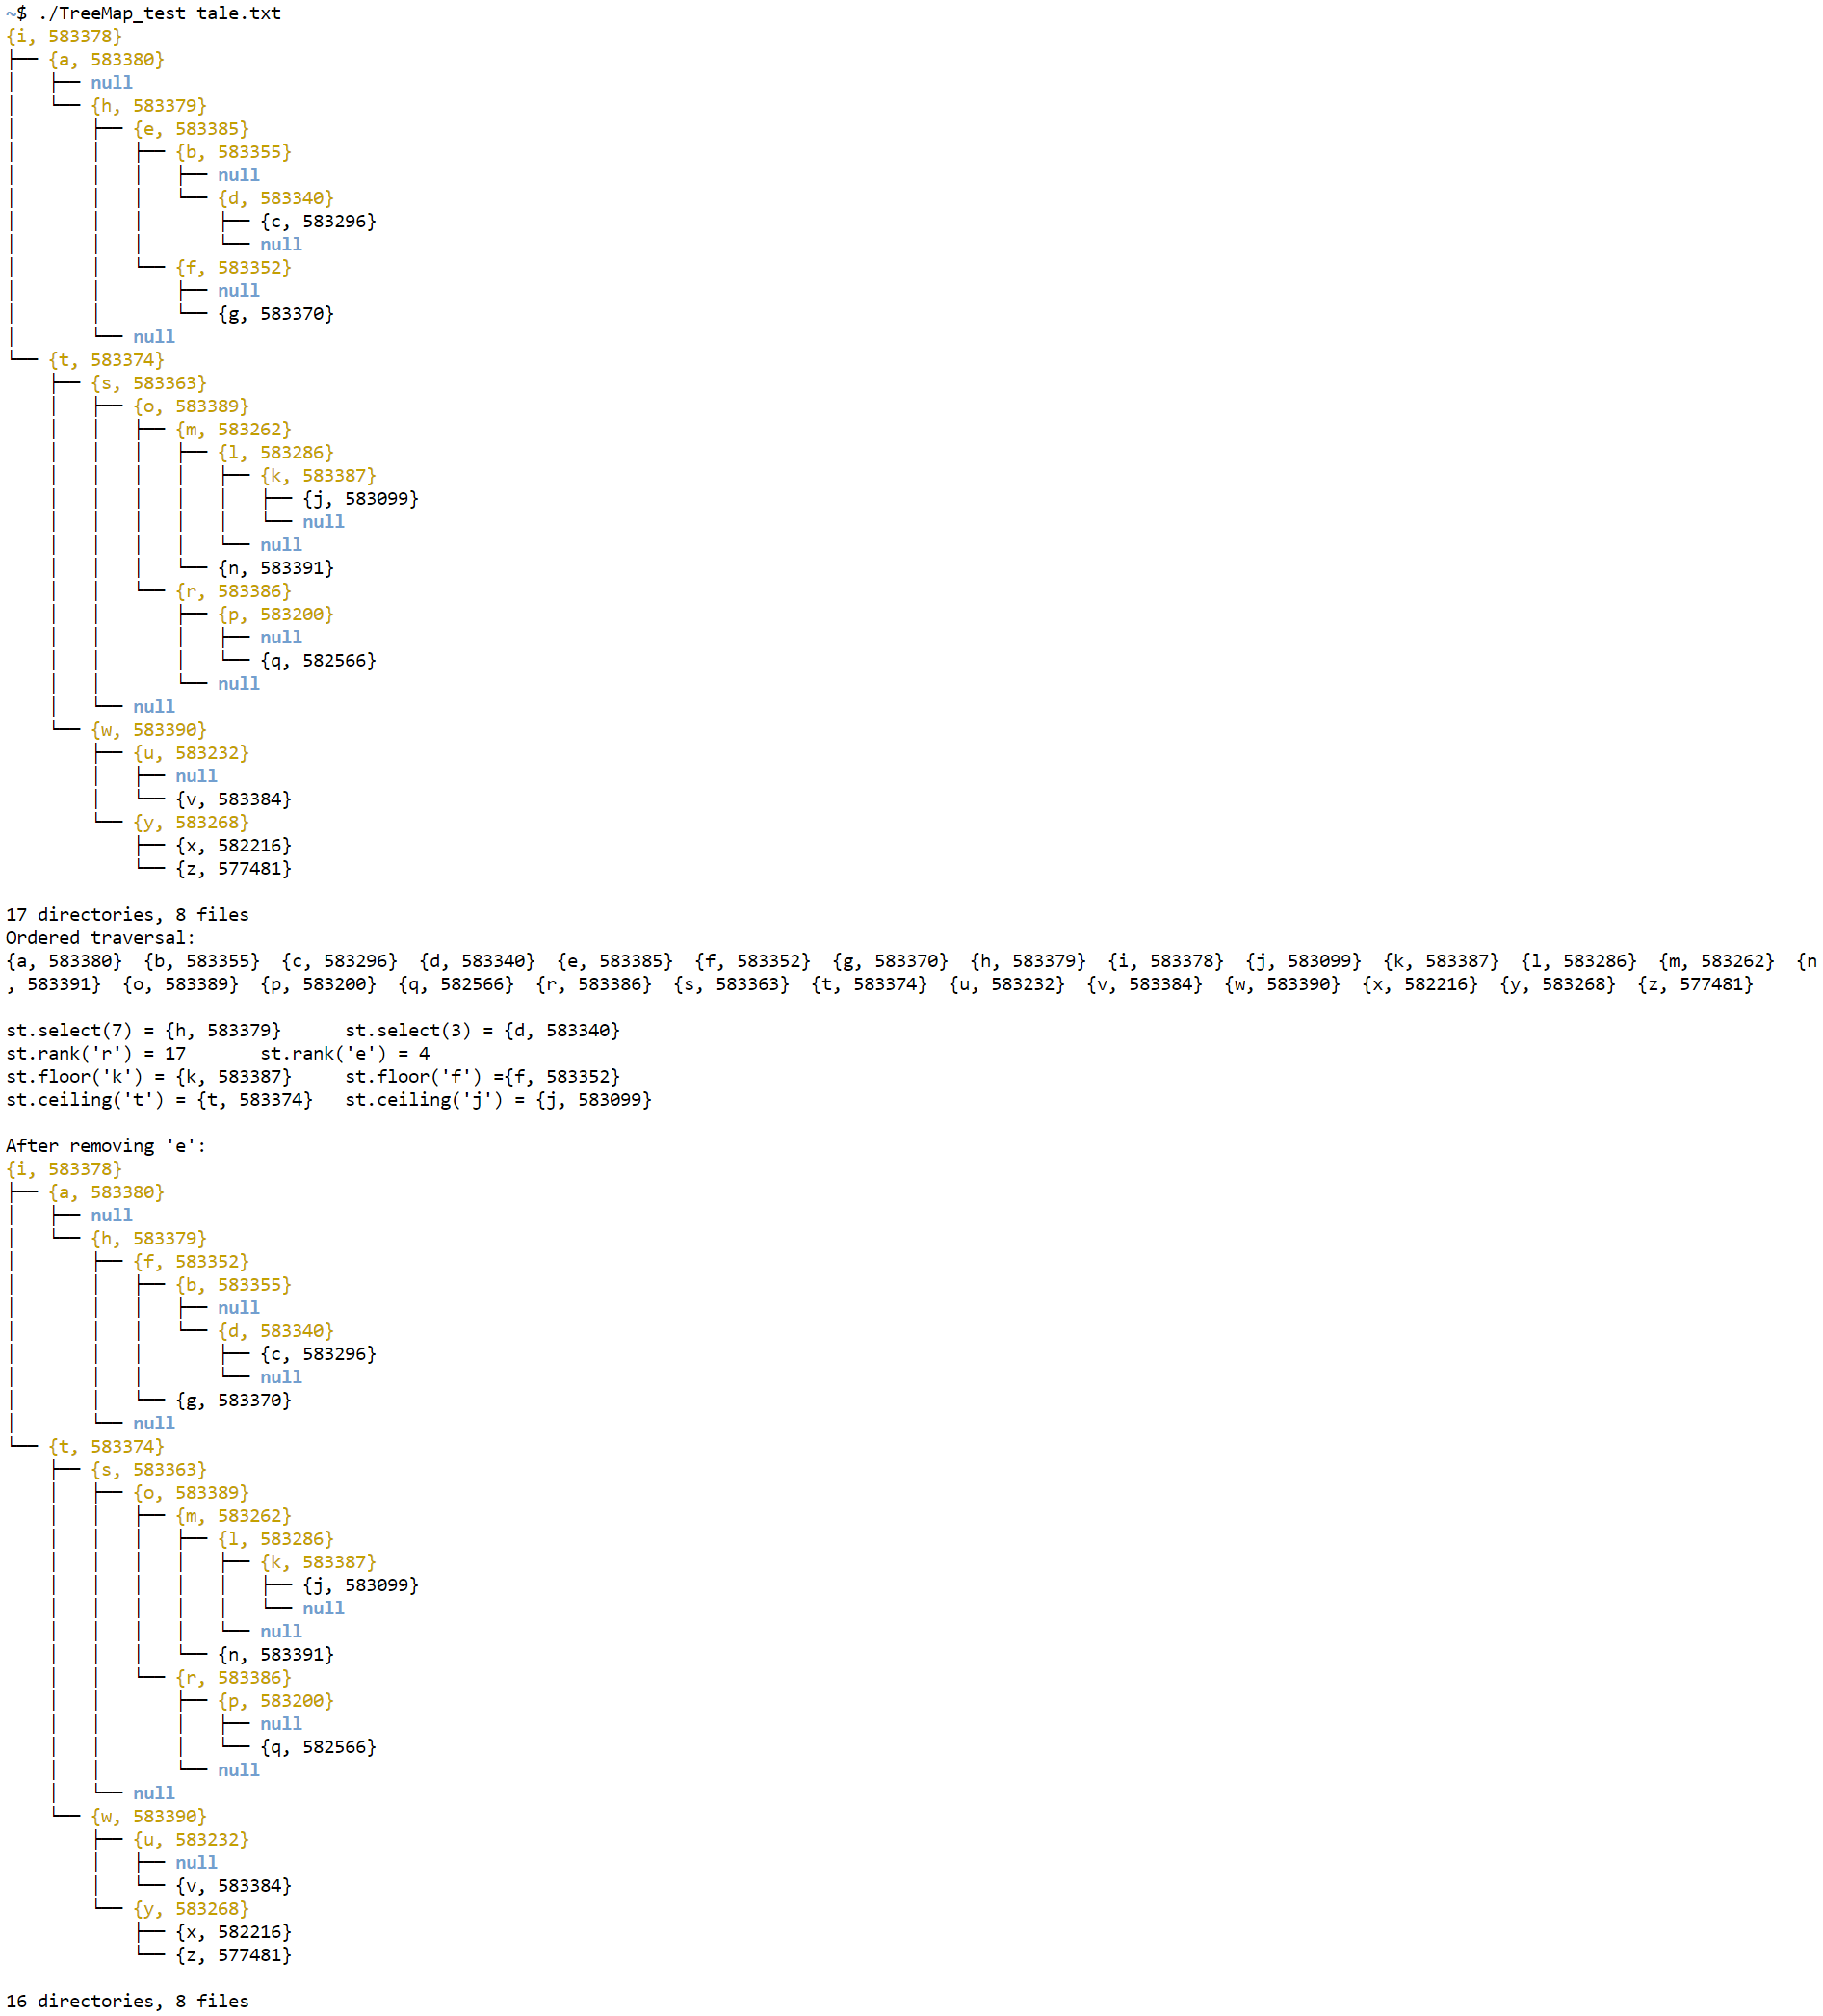 ~$ ./TreeMap_test tale.txt
{i, 583378}
├── {a, 583380}
│   ├── null
│   └── {h, 583379}
│       ├── {e, 583385}
│       │   ├── {b, 583355}
│       │   │   ├── null
│       │   │   └── {d, 583340}
│       │   │       ├── {c, 583296}
│       │   │       └── null
│       │   └── {f, 583352}
│       │       ├── null
│       │       └── {g, 583370}
│       └── null
└── {t, 583374}
    ├── {s, 583363}
    │   ├── {o, 583389}
    │   │   ├── {m, 583262}
    │   │   │   ├── {l, 583286}
    │   │   │   │   ├── {k, 583387}
    │   │   │   │   │   ├── {j, 583099}
    │   │   │   │   │   └── null
    │   │   │   │   └── null
    │   │   │   └── {n, 583391}
    │   │   └── {r, 583386}
    │   │       ├── {p, 583200}
    │   │       │   ├── null
    │   │       │   └── {q, 582566}
    │   │       └── null
    │   └── null
    └── {w, 583390}
        ├── {u, 583232}
        │   ├── null
        │   └── {v, 583384}
        └── {y, 583268}
            ├── {x, 582216}
            └── {z, 577481}

17 directories, 8 files
Ordered traversal:
{a, 583380}  {b, 583355}  {c, 583296}  {d, 583340}  {e, 583385}  {f, 583352}  {g, 583370}  {h, 583379}  {i, 583378}  {j, 583099}  {k, 583387}  {l, 583286}  {m, 583262}  {n
, 583391}  {o, 583389}  {p, 583200}  {q, 582566}  {r, 583386}  {s, 583363}  {t, 583374}  {u, 583232}  {v, 583384}  {w, 583390}  {x, 582216}  {y, 583268}  {z, 577481}

st.select(7) = {h, 583379}      st.select(3) = {d, 583340}
st.rank('r') = 17       st.rank('e') = 4
st.floor('k') = {k, 583387}     st.floor('f') ={f, 583352}
st.ceiling('t') = {t, 583374}   st.ceiling('j') = {j, 583099}

After removing 'e':
{i, 583378}
├── {a, 583380}
│   ├── null
│   └── {h, 583379}
│       ├── {f, 583352}
│       │   ├── {b, 583355}
│       │   │   ├── null
│       │   │   └── {d, 583340}
│       │   │       ├── {c, 583296}
│       │   │       └── null
│       │   └── {g, 583370}
│       └── null
└── {t, 583374}
    ├── {s, 583363}
    │   ├── {o, 583389}
    │   │   ├── {m, 583262}
    │   │   │   ├── {l, 583286}
    │   │   │   │   ├── {k, 583387}
    │   │   │   │   │   ├── {j, 583099}
    │   │   │   │   │   └── null
    │   │   │   │   └── null
    │   │   │   └── {n, 583391}
    │   │   └── {r, 583386}
    │   │       ├── {p, 583200}
    │   │       │   ├── null
    │   │       │   └── {q, 582566}
    │   │       └── null
    │   └── null
    └── {w, 583390}
        ├── {u, 583232}
        │   ├── null
        │   └── {v, 583384}
        └── {y, 583268}
            ├── {x, 582216}
            └── {z, 577481}

16 directories, 8 files